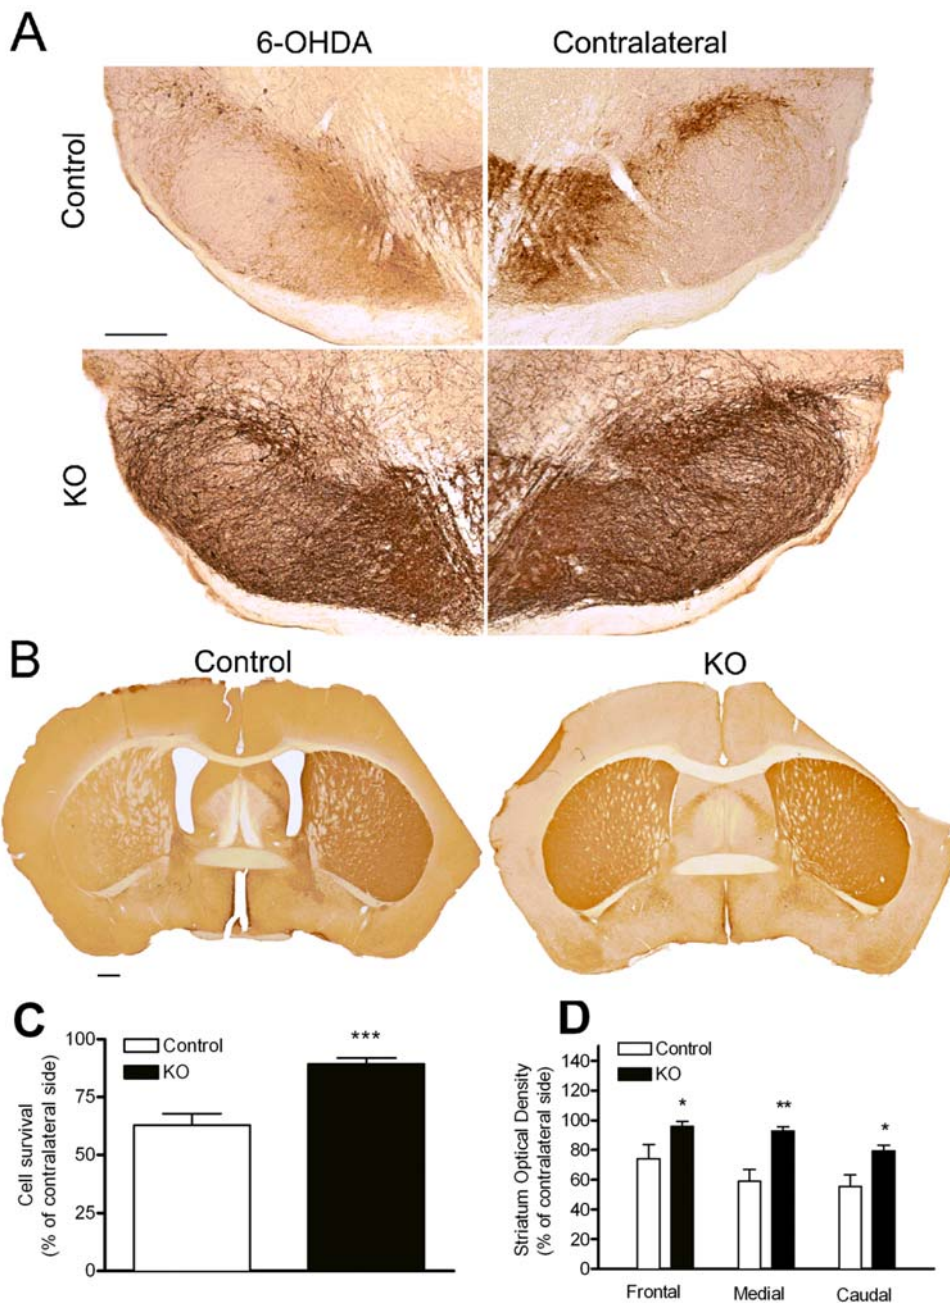 A
6-OHDA
Contralateral
Control
KO
B
Control
KO
C
Cell survival
(% of contralateral side)
100
75
50
25
0
Control
KO
***
D
Striatum Optical Density
(% of contralateral side)
140
120
100
80
60
40
20
0
Control
KO
*
**
*
Frontal
Medial
Caudal